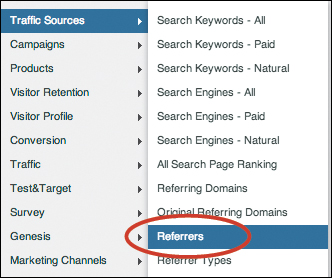 Traffic Sources
Campaigns
Products
Visitor Retention
Visitor Profile
Conversion
Traffic
Test&Target
Survey
Genesis
Marketing Channels
Search Keywords - All
Search Keywords - Paid
Search Keywords - Natural
Search Engines - All
Search Engines - Paid
Search Engines - Natural
All Search Page Ranking
Referring Domains
Original Referring Domains
Referrers
Referrer Types